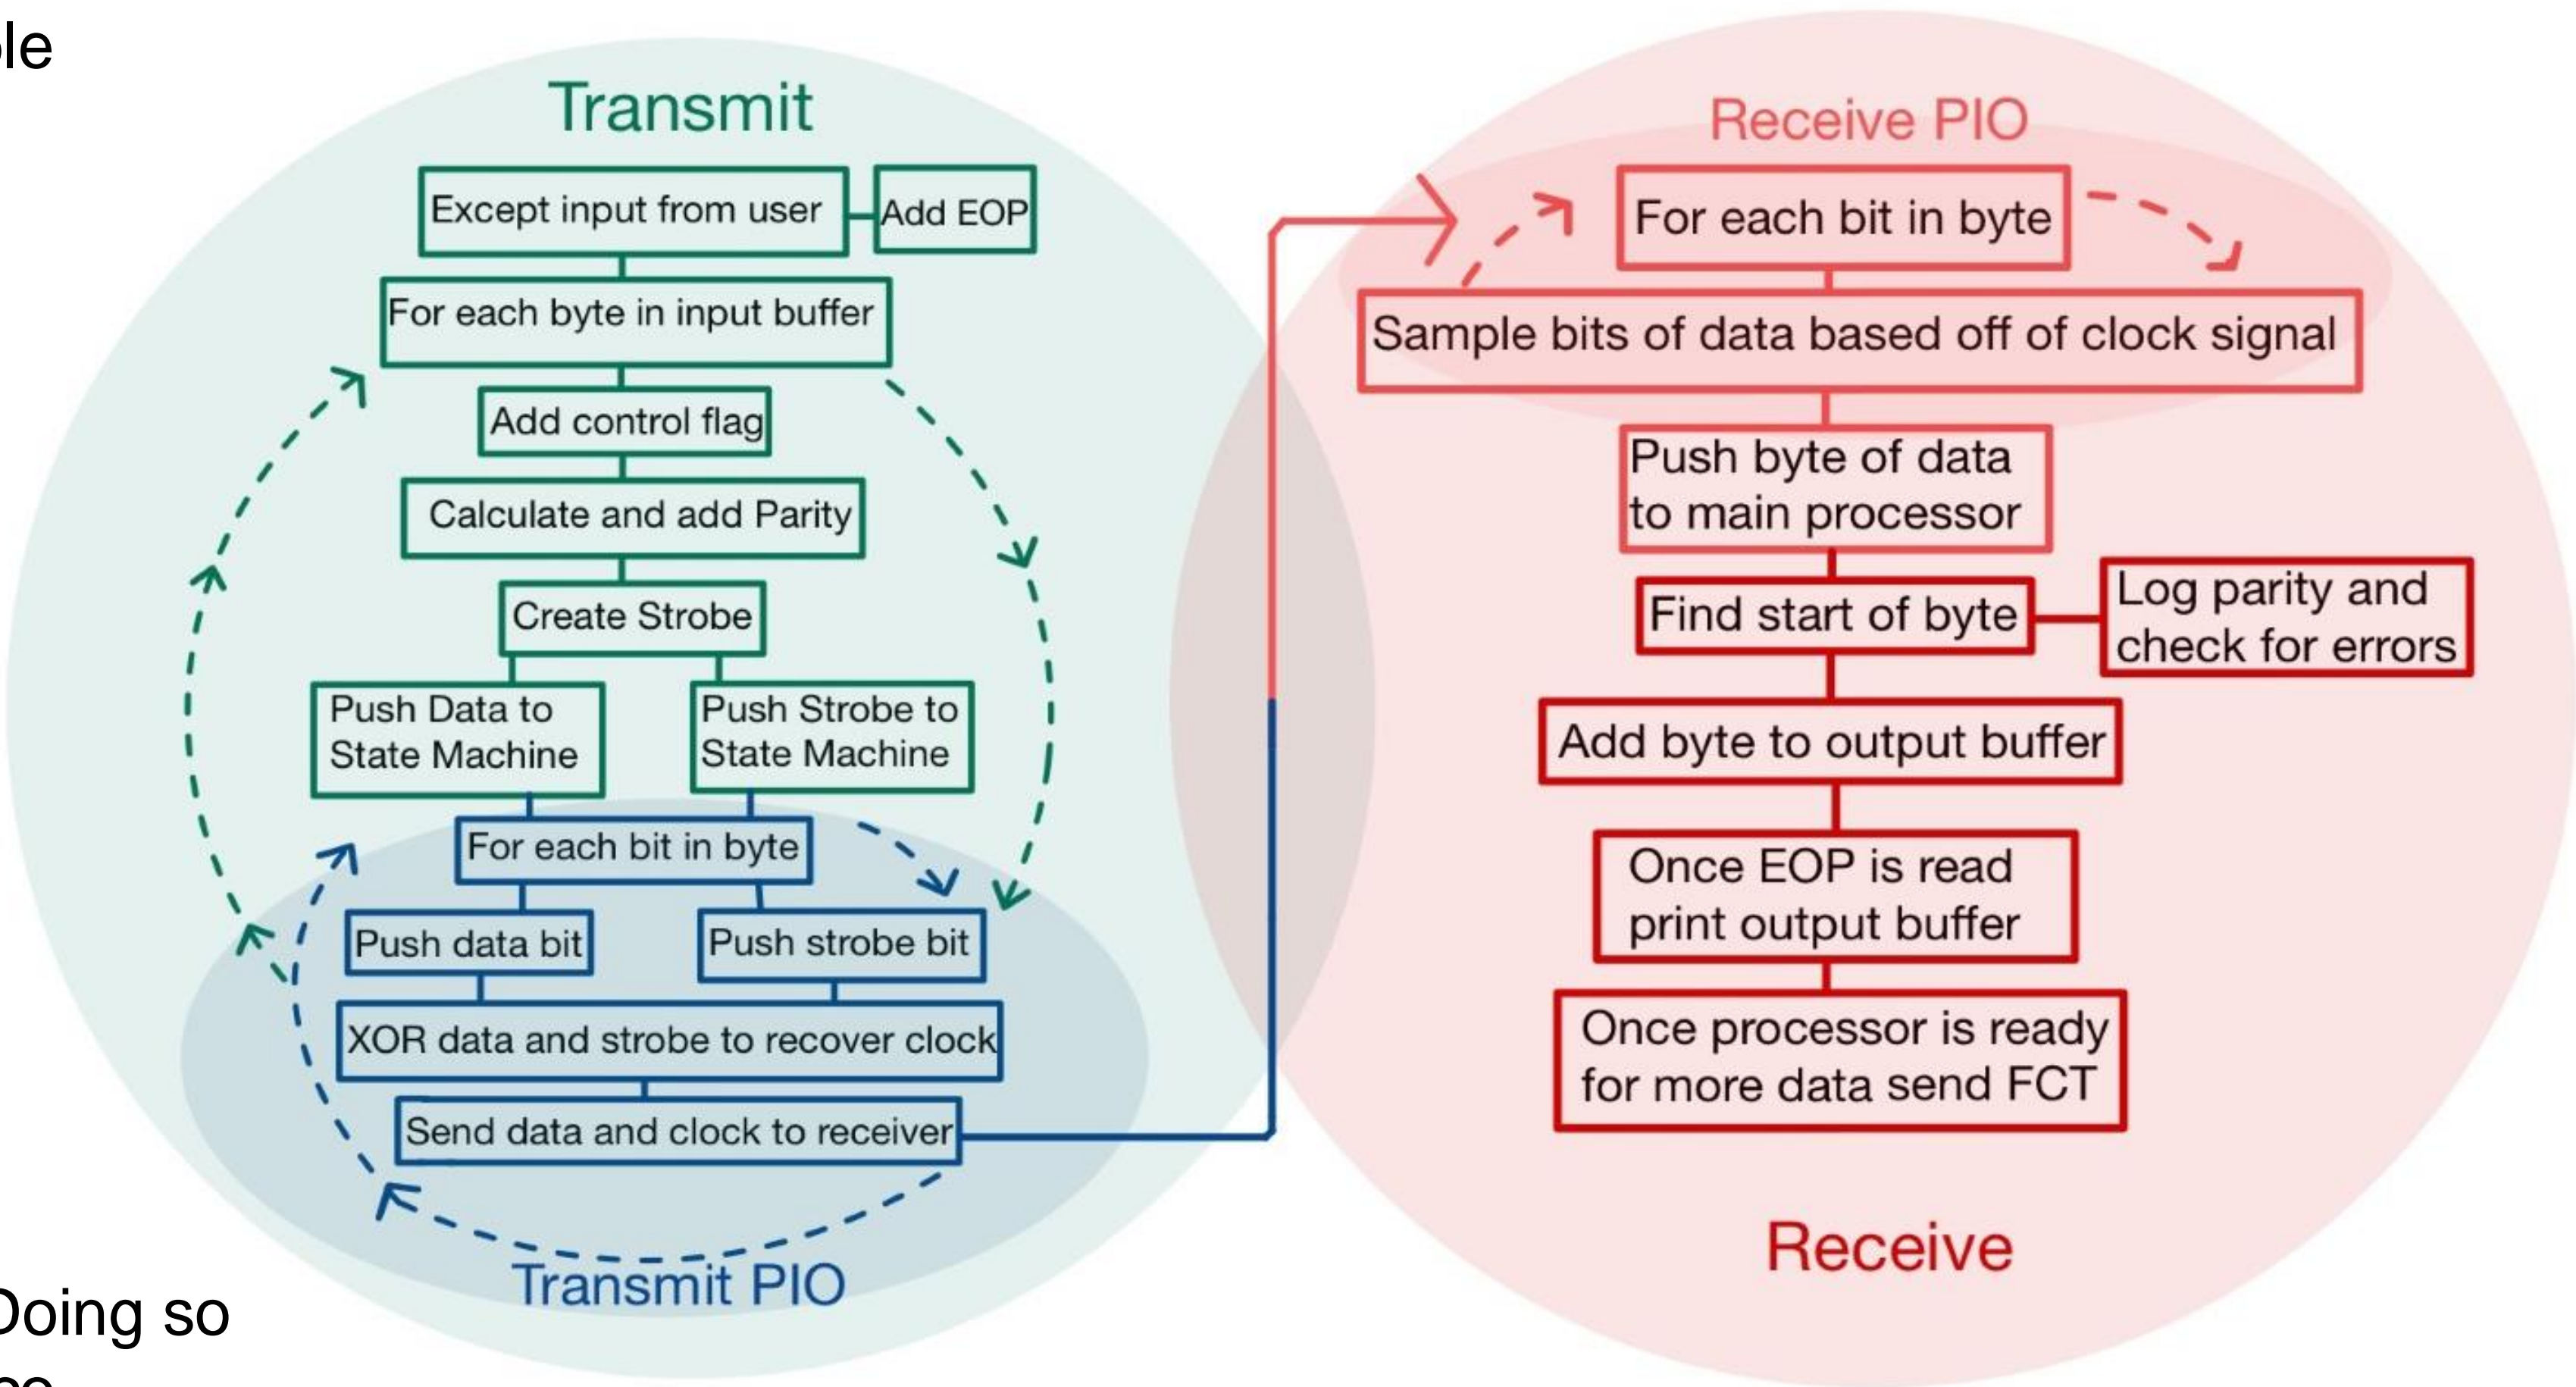 Transmit
Except input from user
Add EOP
For each byte in input buffer
Add control flag
Calculate and add Parity
Create Strobe
Push Data to
State Machine
Push Strobe to
State Machine
For each bit in byte
Push data bit
Push strobe bit
XOR data and strobe to recover clock
Send data and clock to receiver
Transmit PIO
Doing so
Receive PIO
For each bit in byte
Sample bits of data based off of clock signal
Push byte of data
to main processor
Find start of byte
Log parity and
check for errors
Add byte to output buffer
Once EOP is read
print output buffer
Once processor is ready
for more data send FCT
Receive